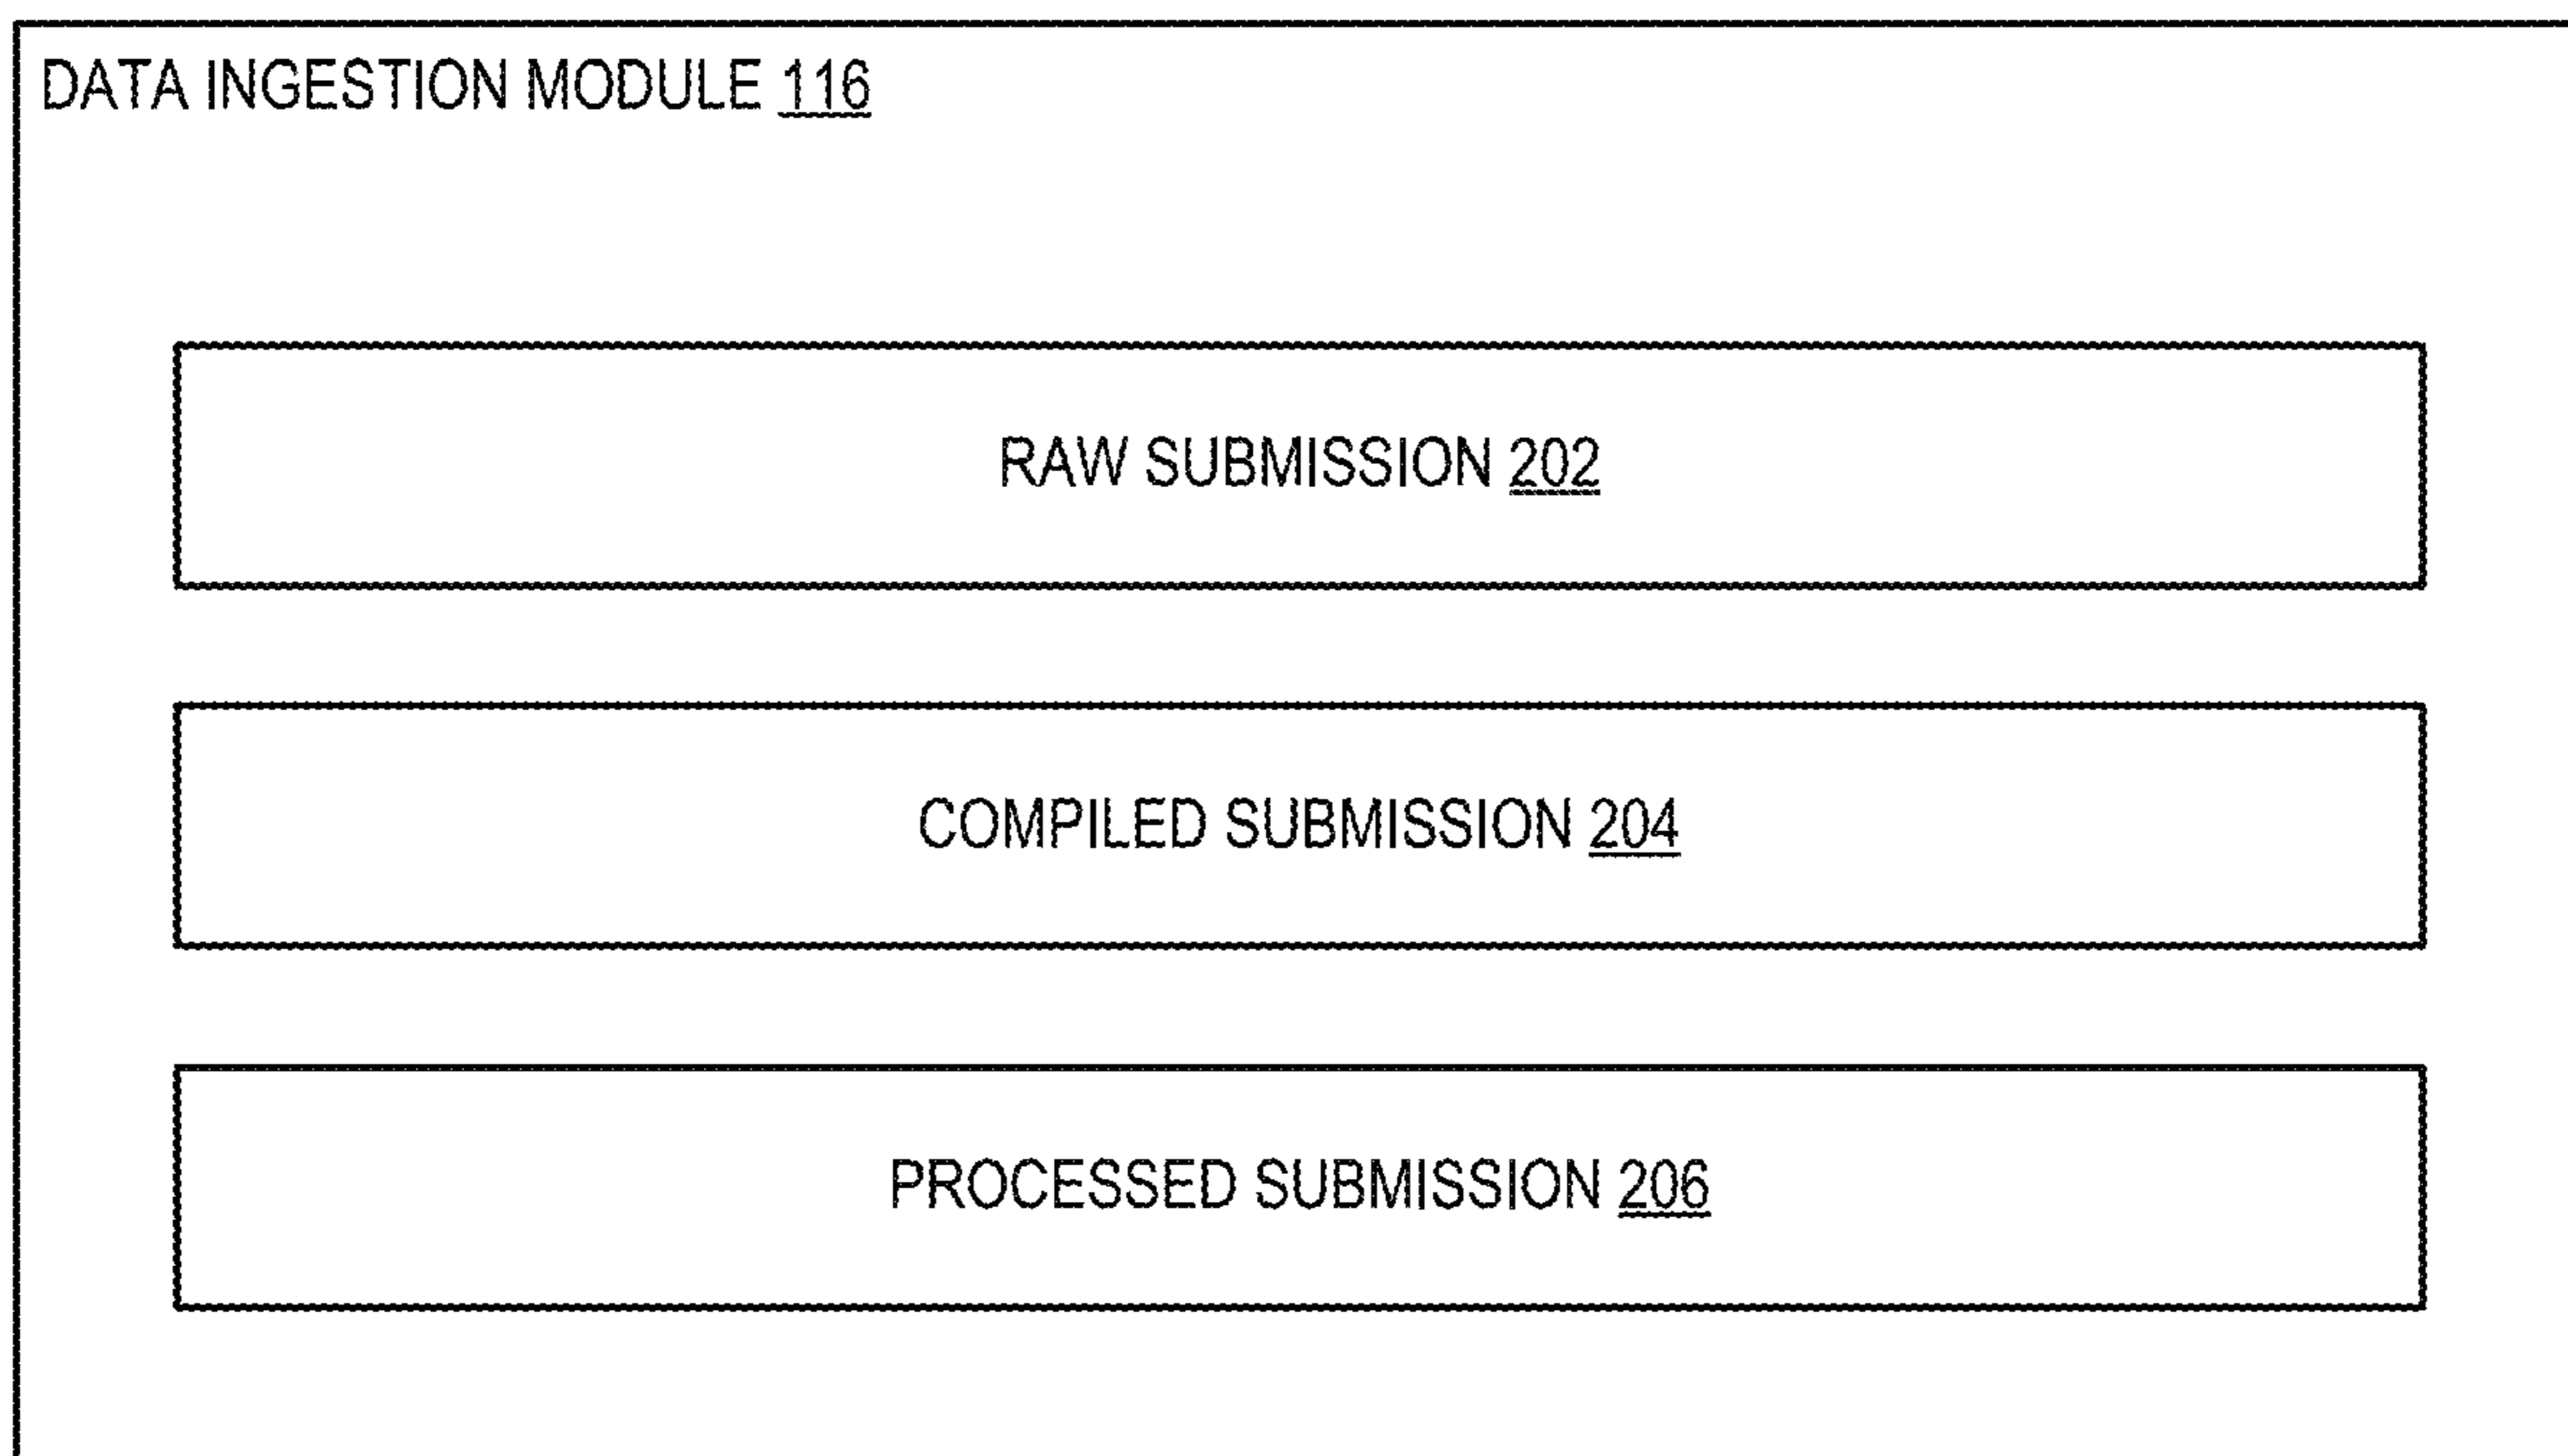 DATA INGESTION MODULE 116
RAW SUBMISSION 202
COMPILED SUBMISSION 204
PROCESSED SUBMISSION 206